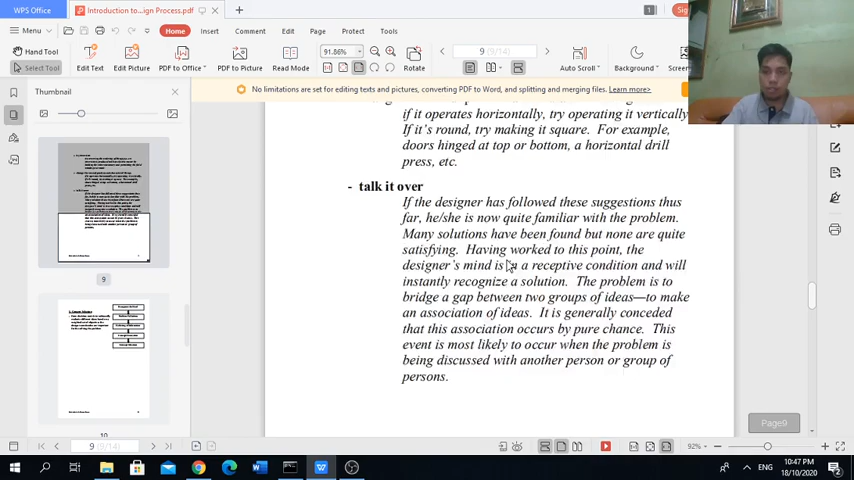 WPS Office
Introduction to...ign Process.pdf
+
1
Menu
Home
Insert
Comment
Edit
Page
Protect
Tools
Hand Tool
Select Tool
Edit Text
Edit Picture
PDF to Office
PDF to Picture
Read Mode
91.86%
Rotate
9 (9/14)
Auto Scroll
Background
Screen
Thumbnail
No limitations are set for editing texts and pictures, converting PDF to Word, and splitting and merging files. Learn more>
9
10
if it operates horizontally, try operating it vertically
If it's round, try making it square. For example,
doors hinged at top or bottom, a horizontal drill
press, etc.
- talk it over
If the designer has followed these suggestions thus
far, he/she is now quite familiar with the problem.
Many solutions have been found but none are quite
satisfying. Having worked to this point, the
designer's mind is in a receptive condition and will
instantly recognize a solution. The problem is to
bridge a gap between two groups of ideas—to make
an association of ideas. It is generally conceded
that this association occurs by pure chance. This
event is most likely to occur when the problem is
being discussed with another person or group of
persons.
Page9
9 (9/14)
92%
ENG
10:47 PM
18/10/2020
2